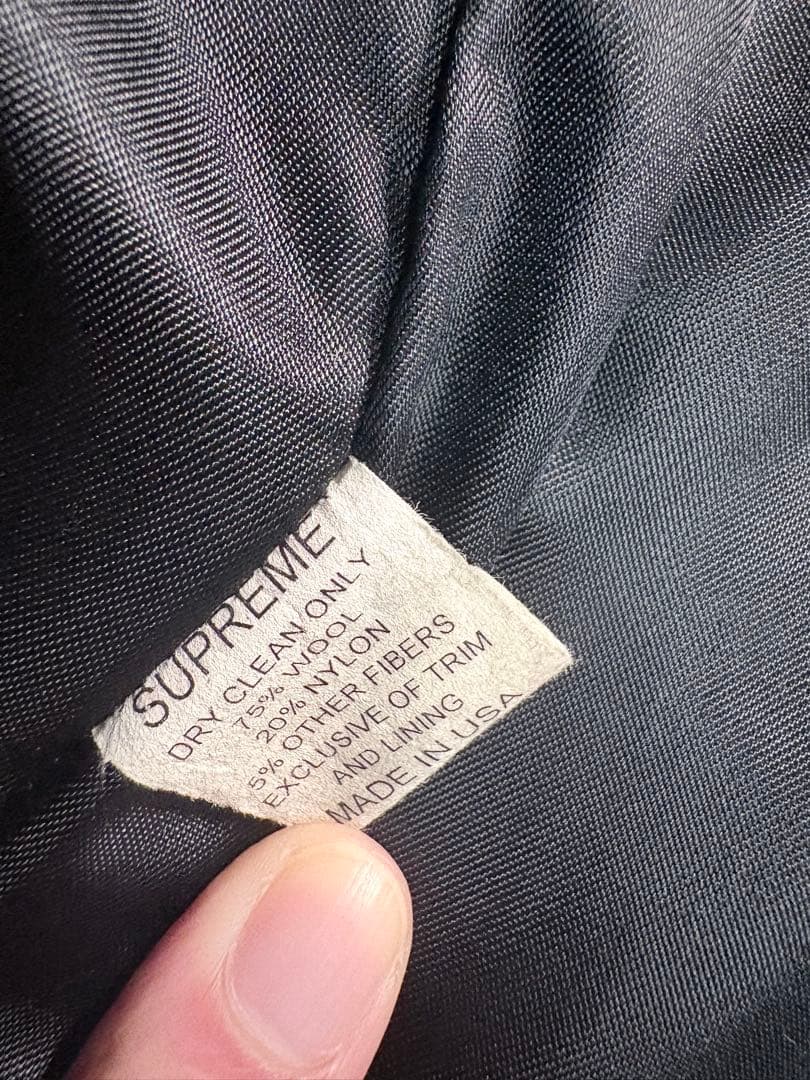 SUPREME
DRY CLEAN ONLY
75% WOOL
20% NYLON
5% OTHER FIBERS
EXCLUSIVE OF TRIM
AND LINING
MADE IN USA